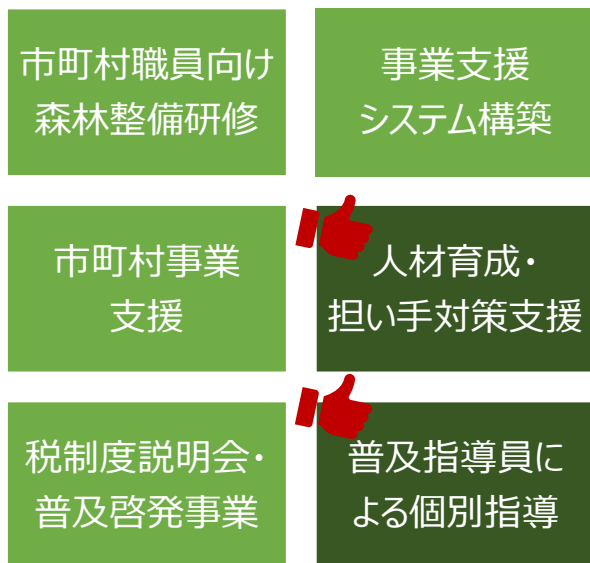 市町村職員向け
森林整備研修
事業支援
システム構築
市町村事業
支援
人材育成・
担い手対策支援
税制度説明会・
普及啓発事業
普及指導員に
よる個別指導